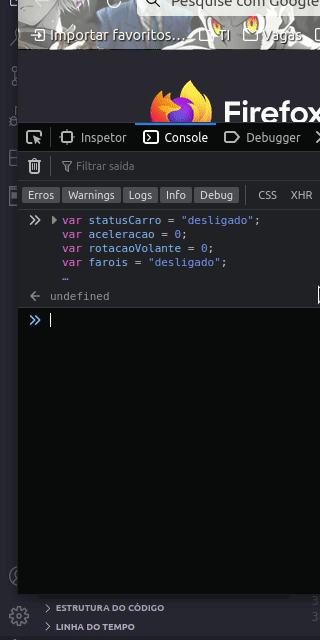 Pesquise com Google
Importar favoritos... TI Vagas
Firefox
Inspetor Console Debugger
Filtrar saída
Erros Warnings Logs Info Debug CSS XHR
var statusCarro = "desligado";
var aceleracao = 0;
var rotacaoVolante = 0;
var farois = "desligado";
…
undefined
ESTRUTURA DO CÓDIGO
3
LINHA DO TEMPO
3